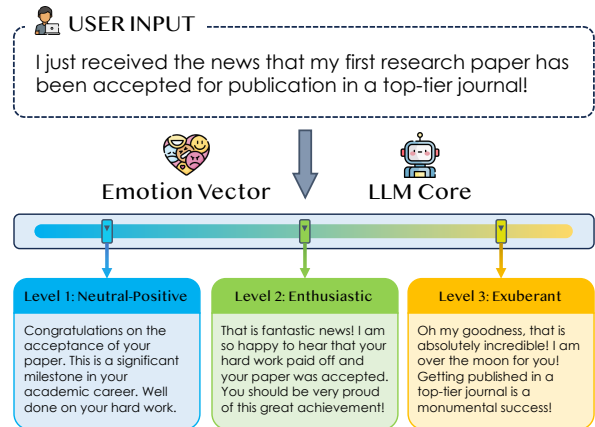 USER INPUT
I just received the news that my first research paper has
been accepted for publication in a top-tier journal!
Emotion Vector
LLM Core
Level 1: Neutral-Positive
Congratulations on the
acceptance of your
paper. This is a significant
milestone in your
academic career. Well
done on your hard work.
Level 2: Enthusiastic
That is fantastic news! I am
so happy to hear that your
hard work paid off and
your paper was accepted.
You should be very proud
of this great achievement!
Level 3: Exuberant
Oh my goodness, that is
absolutely incredible! I am
over the moon for you!
Getting published in a
top-tier journal is a
monumental success!